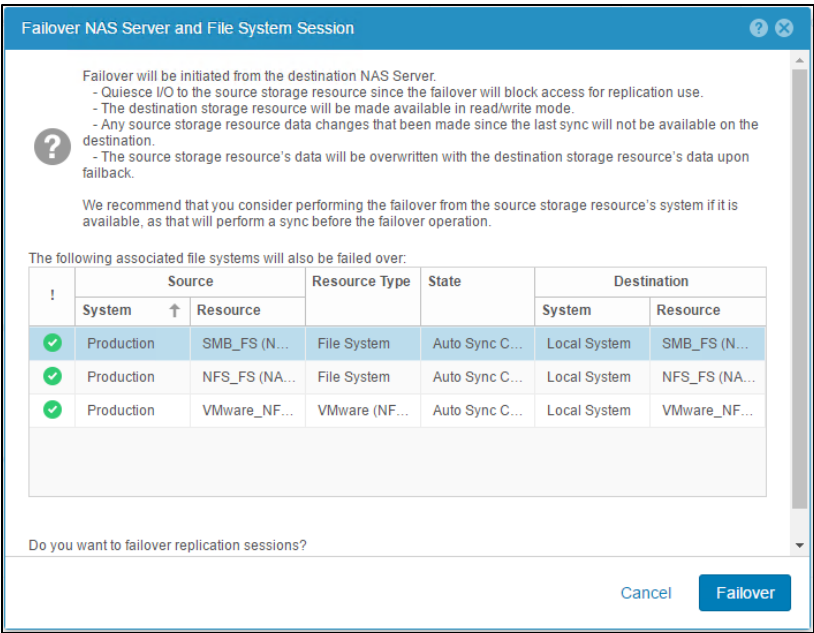 Failover NAS Server and File System Session
Failover will be initiated from the destination NAS Server.
- Quiesce I/O to the source storage resource since the failover will block access for replication use.
- The destination storage resource will be made available in read/write mode.
- Any source storage resource data changes that been made since the last sync will not be available on the
destination.
- The source storage resource's data will be overwritten with the destination storage resource's data upon
failback.
We recommend that you consider performing the failover from the source storage resource's system if it is
available, as that will perform a sync before the failover operation.
The following associated file systems will also be failed over:
! Source Resource Type State Destination
System Resource System Resource
Production SMB_FS (N... File System Auto Sync C... Local System SMB_FS (N...
Production NFS_FS (NA... File System Auto Sync C... Local System NFS_FS (NA...
Production VMware_NF... VMware (NF... Auto Sync C... Local System VMware_NF...
Do you want to failover replication sessions?
Cancel Failover